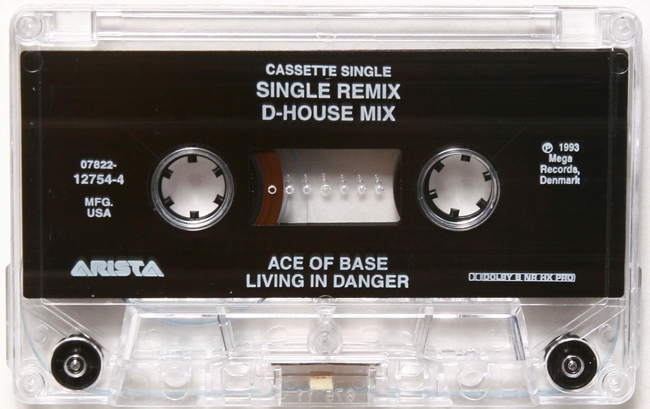 CASSETTE SINGLE
SINGLE REMIX
D-HOUSE MIX
07822-
12754-4
MFG.
USA
℗ 1993
Mega
Records,
Denmark
ARISTA
ACE OF BASE
LIVING IN DANGER
DOLBY B NR HX PRO